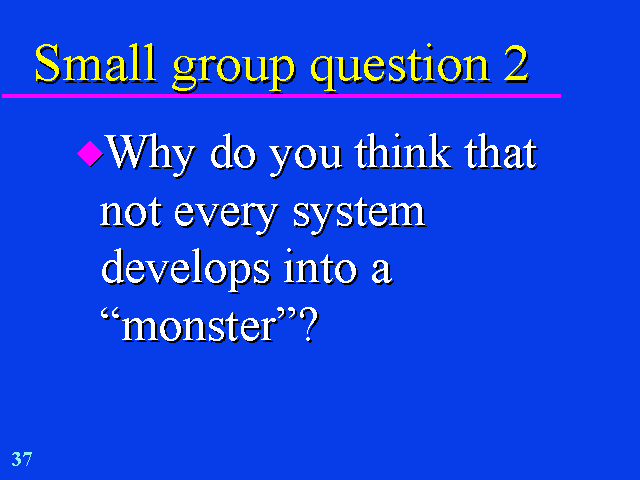 Small group question 2
Why do you think that
not every system
develops into a
“monster”?
37